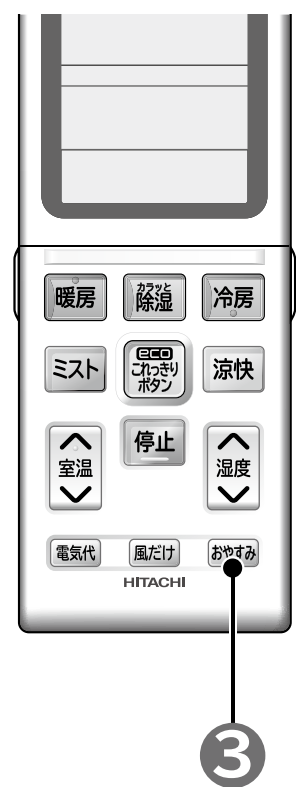 暖房
カラッと
除湿
冷房
ミスト
eco
これっきり
ボタン
涼快
停止
室温
湿度
電気代
風だけ
おやすみ
HITACHI
3